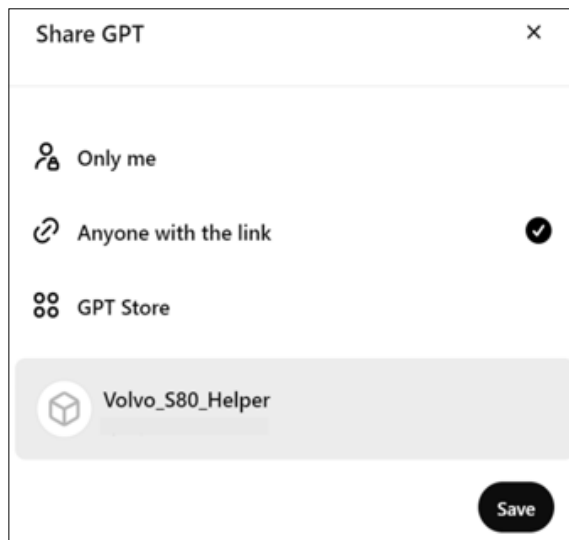 Share GPT
Only me
Anyone with the link
GPT Store
Volvo_S80_Helper
Save